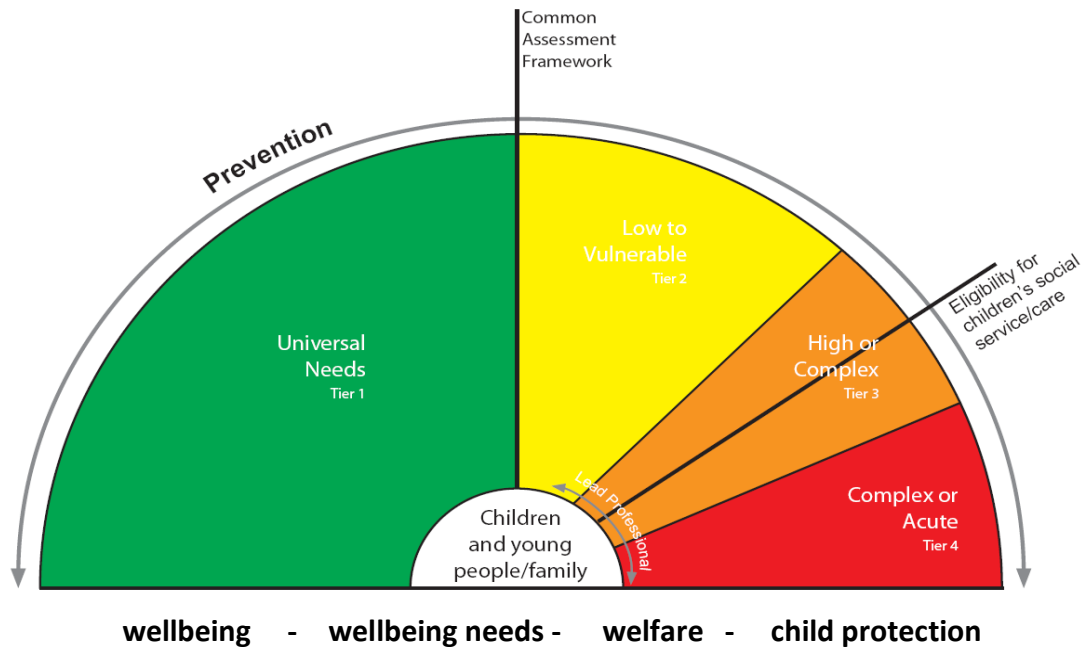 Common
Assessment
Framework
Prevention
Low to
Vulnerable
Tier 2
Eligibility for
children's social
service/care
Universal
Needs
Tier 1
High or
Complex
Tier 3
Complex or
Acute
Tier 4
Lead Professional
Children
and young
people/family
wellbeing - wellbeing needs - welfare - child protection